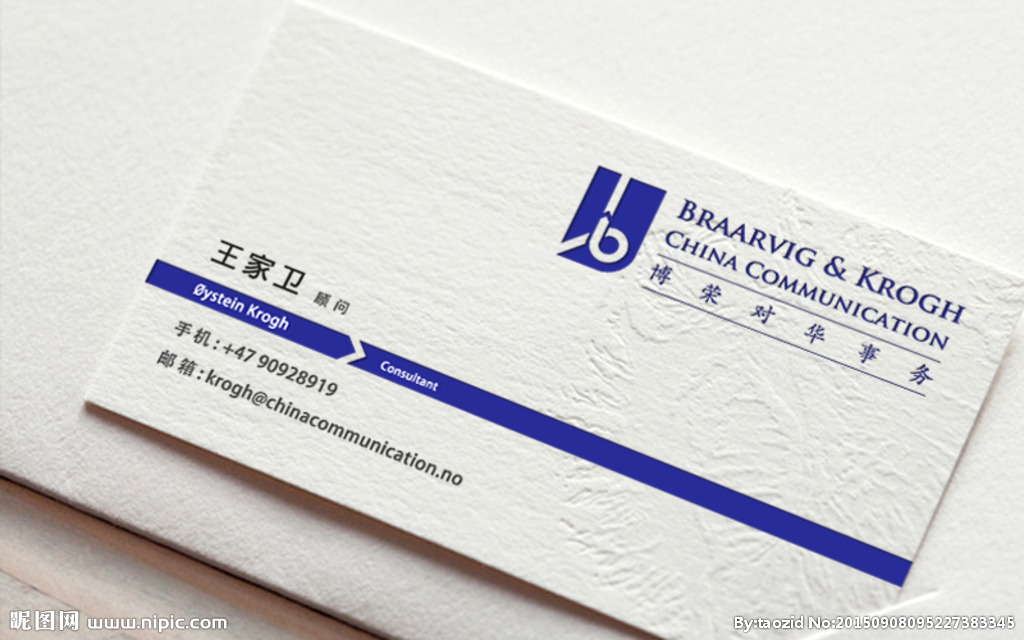 BRAARVIG & KROGH
CHINA COMMUNICATION
博荣对华事务
王家卫 顾问
Øystein Krogh
Consultant
手机:+47 90928919
邮箱:krogh@chinacommunication.no
昵图网 www.nipic.com
By:taozid No:20150908095227383345